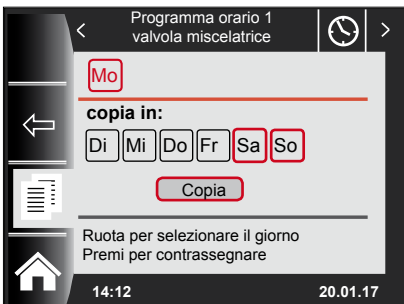 Programma orario 1
valvola miscelatrice
Mo
copia in:
Di Mi Do Fr Sa So
Copia
Ruota per selezionare il giorno
Premi per contrassegnare
14:12 20.01.17